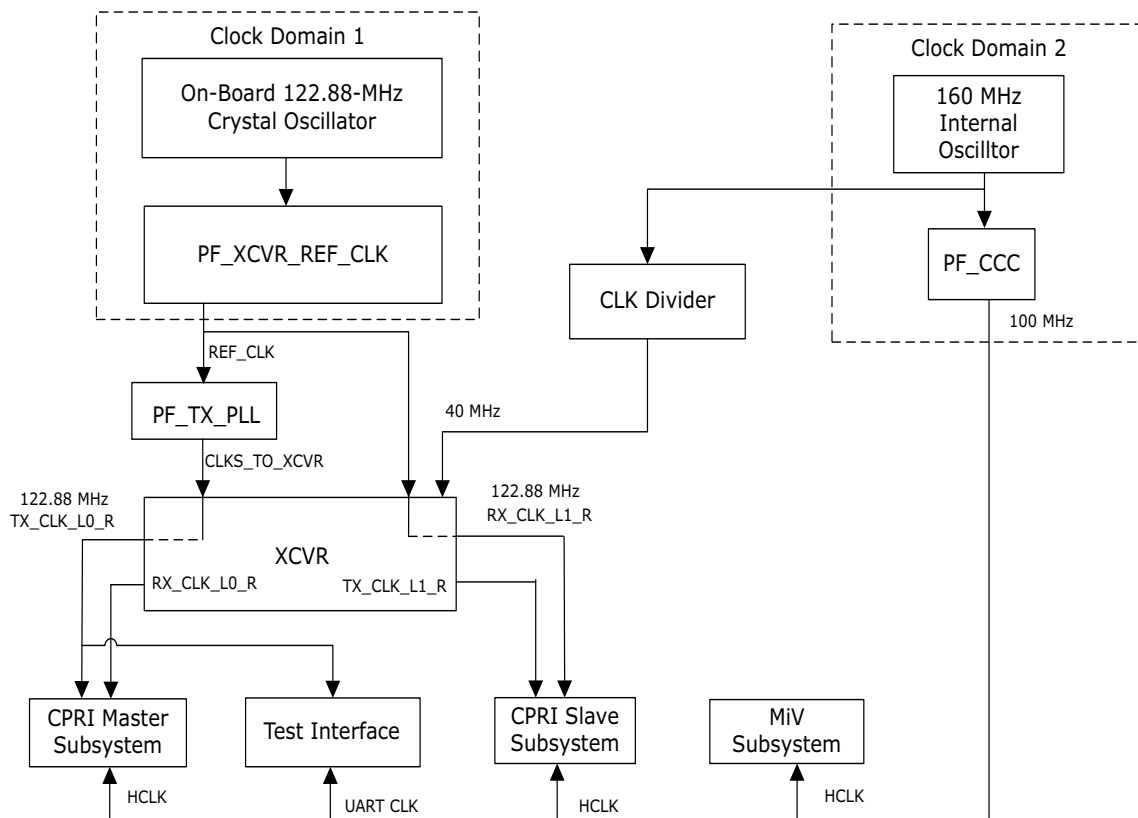 Clock Domain 1
On-Board 122.88-MHz
Crystal Oscillator
PF_XCVR_REF_CLK
Clock Domain 2
160 MHz
Internal
Oscilltor
PF_CCC
100 MHz
CLK Divider
REF_CLK
PF_TX_PLL
40 MHz
CLKS_TO_XCVR
122.88 MHz
TX_CLK_L0_R
122.88 MHz
RX_CLK_L1_R
XCVR
RX_CLK_L0_R
TX_CLK_L1_R
CPRI Master
Subsystem
Test Interface
CPRI Slave
Subsystem
MiV
Subsystem
HCLK
UART CLK
HCLK
HCLK